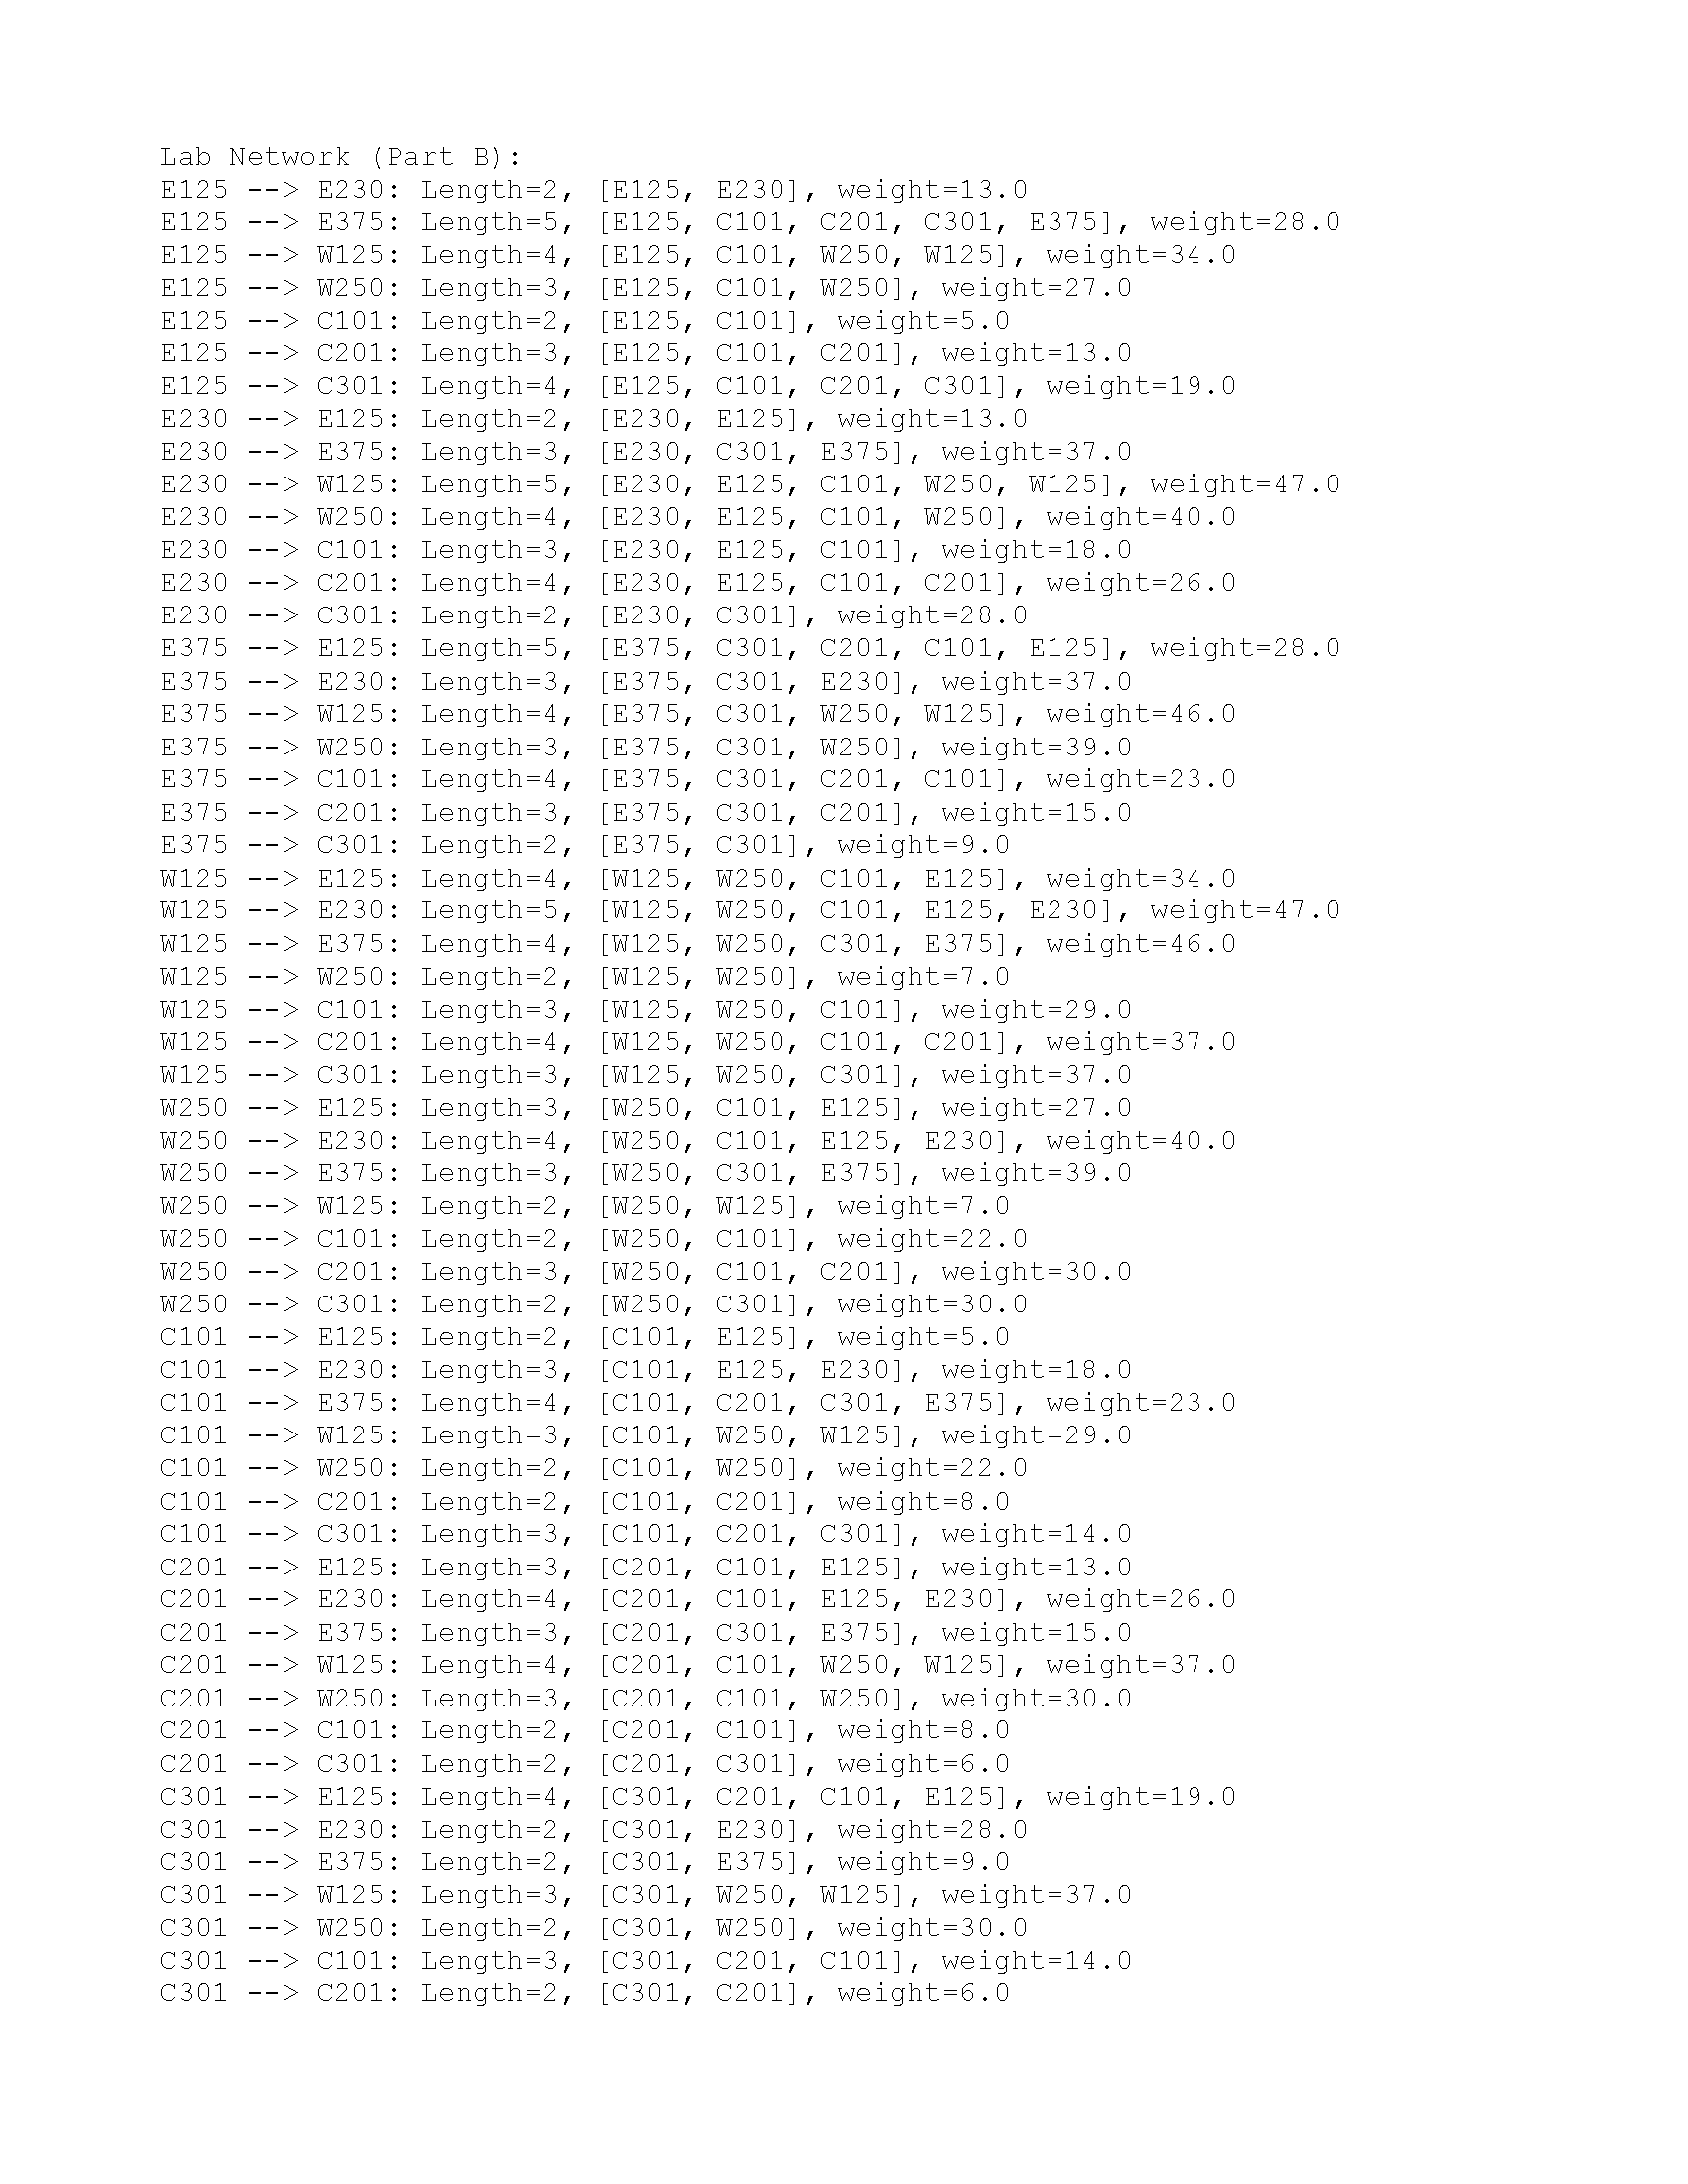 Lab Network (Part B):
E125 --> E230: Length=2, [E125, E230], weight=13.0
E125 --> E375: Length=5, [E125, C101, C201, C301, E375], weight=28.0
E125 --> W125: Length=4, [E125, C101, W250, W125], weight=34.0
E125 --> W250: Length=3, [E125, C101, W250], weight=27.0
E125 --> C101: Length=2, [E125, C101], weight=5.0
E125 --> C201: Length=3, [E125, C101, C201], weight=13.0
E125 --> C301: Length=4, [E125, C101, C201, C301], weight=19.0
E230 --> E125: Length=2, [E230, E125], weight=13.0
E230 --> E375: Length=3, [E230, C301, E375], weight=37.0
E230 --> W125: Length=5, [E230, E125, C101, W250, W125], weight=47.0
E230 --> W250: Length=4, [E230, E125, C101, W250], weight=40.0
E230 --> C101: Length=3, [E230, E125, C101], weight=18.0
E230 --> C201: Length=4, [E230, E125, C101, C201], weight=26.0
E230 --> C301: Length=2, [E230, C301], weight=28.0
E375 --> E125: Length=5, [E375, C301, C201, C101, E125], weight=28.0
E375 --> E230: Length=3, [E375, C301, E230], weight=37.0
E375 --> W125: Length=4, [E375, C301, W250, W125], weight=46.0
E375 --> W250: Length=3, [E375, C301, W250], weight=39.0
E375 --> C101: Length=4, [E375, C301, C201, C101], weight=23.0
E375 --> C201: Length=3, [E375, C301, C201], weight=15.0
E375 --> C301: Length=2, [E375, C301], weight=9.0
W125 --> E125: Length=4, [W125, W250, C101, E125], weight=34.0
W125 --> E230: Length=5, [W125, W250, C101, E125, E230], weight=47.0
W125 --> E375: Length=4, [W125, W250, C301, E375], weight=46.0
W125 --> W250: Length=2, [W125, W250], weight=7.0
W125 --> C101: Length=3, [W125, W250, C101], weight=29.0
W125 --> C201: Length=4, [W125, W250, C101, C201], weight=37.0
W125 --> C301: Length=3, [W125, W250, C301], weight=37.0
W250 --> E125: Length=3, [W250, C101, E125], weight=27.0
W250 --> E230: Length=4, [W250, C101, E125, E230], weight=40.0
W250 --> E375: Length=3, [W250, C301, E375], weight=39.0
W250 --> W125: Length=2, [W250, W125], weight=7.0
W250 --> C101: Length=2, [W250, C101], weight=22.0
W250 --> C201: Length=3, [W250, C101, C201], weight=30.0
W250 --> C301: Length=2, [W250, C301], weight=30.0
C101 --> E125: Length=2, [C101, E125], weight=5.0
C101 --> E230: Length=3, [C101, E125, E230], weight=18.0
C101 --> E375: Length=4, [C101, C201, C301, E375], weight=23.0
C101 --> W125: Length=3, [C101, W250, W125], weight=29.0
C101 --> W250: Length=2, [C101, W250], weight=22.0
C101 --> C201: Length=2, [C101, C201], weight=8.0
C101 --> C301: Length=3, [C101, C201, C301], weight=14.0
C201 --> E125: Length=3, [C201, C101, E125], weight=13.0
C201 --> E230: Length=4, [C201, C101, E125, E230], weight=26.0
C201 --> E375: Length=3, [C201, C301, E375], weight=15.0
C201 --> W125: Length=4, [C201, C101, W250, W125], weight=37.0
C201 --> W250: Length=3, [C201, C101, W250], weight=30.0
C201 --> C101: Length=2, [C201, C101], weight=8.0
C201 --> C301: Length=2, [C201, C301], weight=6.0
C301 --> E125: Length=4, [C301, C201, C101, E125], weight=19.0
C301 --> E230: Length=2, [C301, E230], weight=28.0
C301 --> E375: Length=2, [C301, E375], weight=9.0
C301 --> W125: Length=3, [C301, W250, W125], weight=37.0
C301 --> W250: Length=2, [C301, W250], weight=30.0
C301 --> C101: Length=3, [C301, C201, C101], weight=14.0
C301 --> C201: Length=2, [C301, C201], weight=6.0